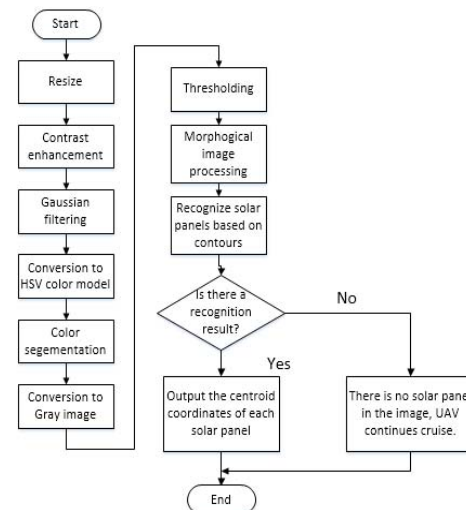 Start
Resize
Contrast
enhancement
Gaussian
filtering
Conversion to
HSV color model
Color
segementation
Conversion to
Gray image
Thresholding
Morphogical
image
processing
Recognize solar
panels based on
contours
Is there a
recognition
result?
No
Yes
Output the centroid
coordinates of each
solar panel
There is no solar pane
in the image, UAV
continues cruise.
End